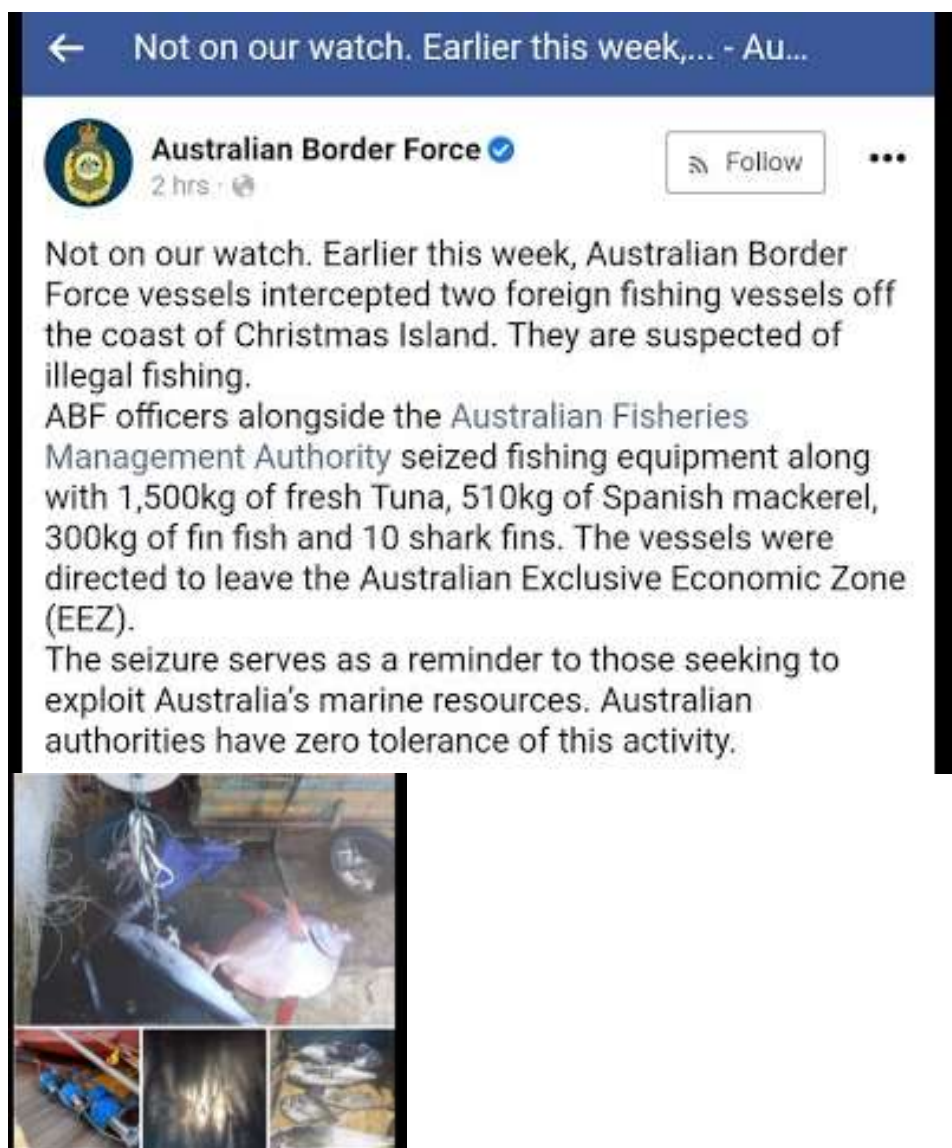 Not on our watch. Earlier this week,... - Au...
Australian Border Force
2 hrs ·
Follow
Not on our watch. Earlier this week, Australian Border
Force vessels intercepted two foreign fishing vessels off
the coast of Christmas Island. They are suspected of
illegal fishing.
ABF officers alongside the Australian Fisheries
Management Authority seized fishing equipment along
with 1,500kg of fresh Tuna, 510kg of Spanish mackerel,
300kg of fin fish and 10 shark fins. The vessels were
directed to leave the Australian Exclusive Economic Zone
(EEZ).
The seizure serves as a reminder to those seeking to
exploit Australia's marine resources. Australian
authorities have zero tolerance of this activity.